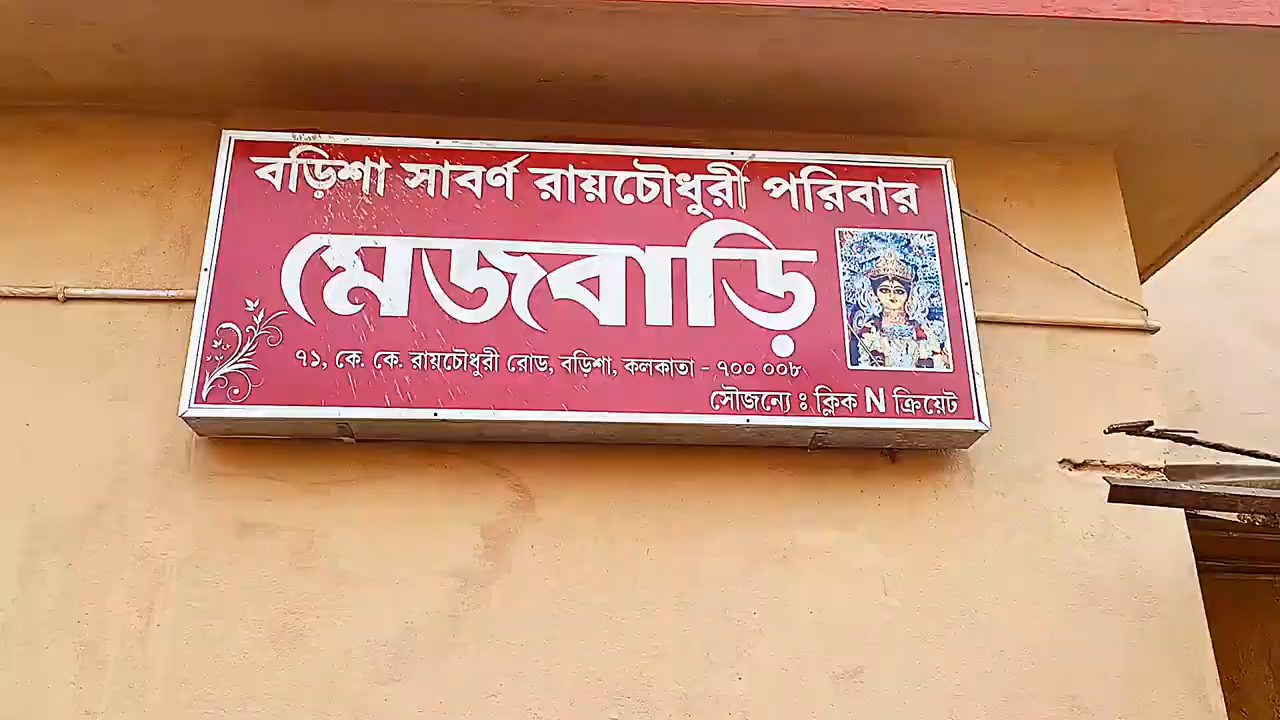 বড়িশা সাবর্ণ রায়চৌধুরী পরিবার
মেজবাড়ি
৭১, কে. কে. রায়চৌধুরী রোড, বড়িশা, কলকাতা - ৭০০ ০০৮
সৌজন্যে ঃ ক্লিক N ক্রিয়েট